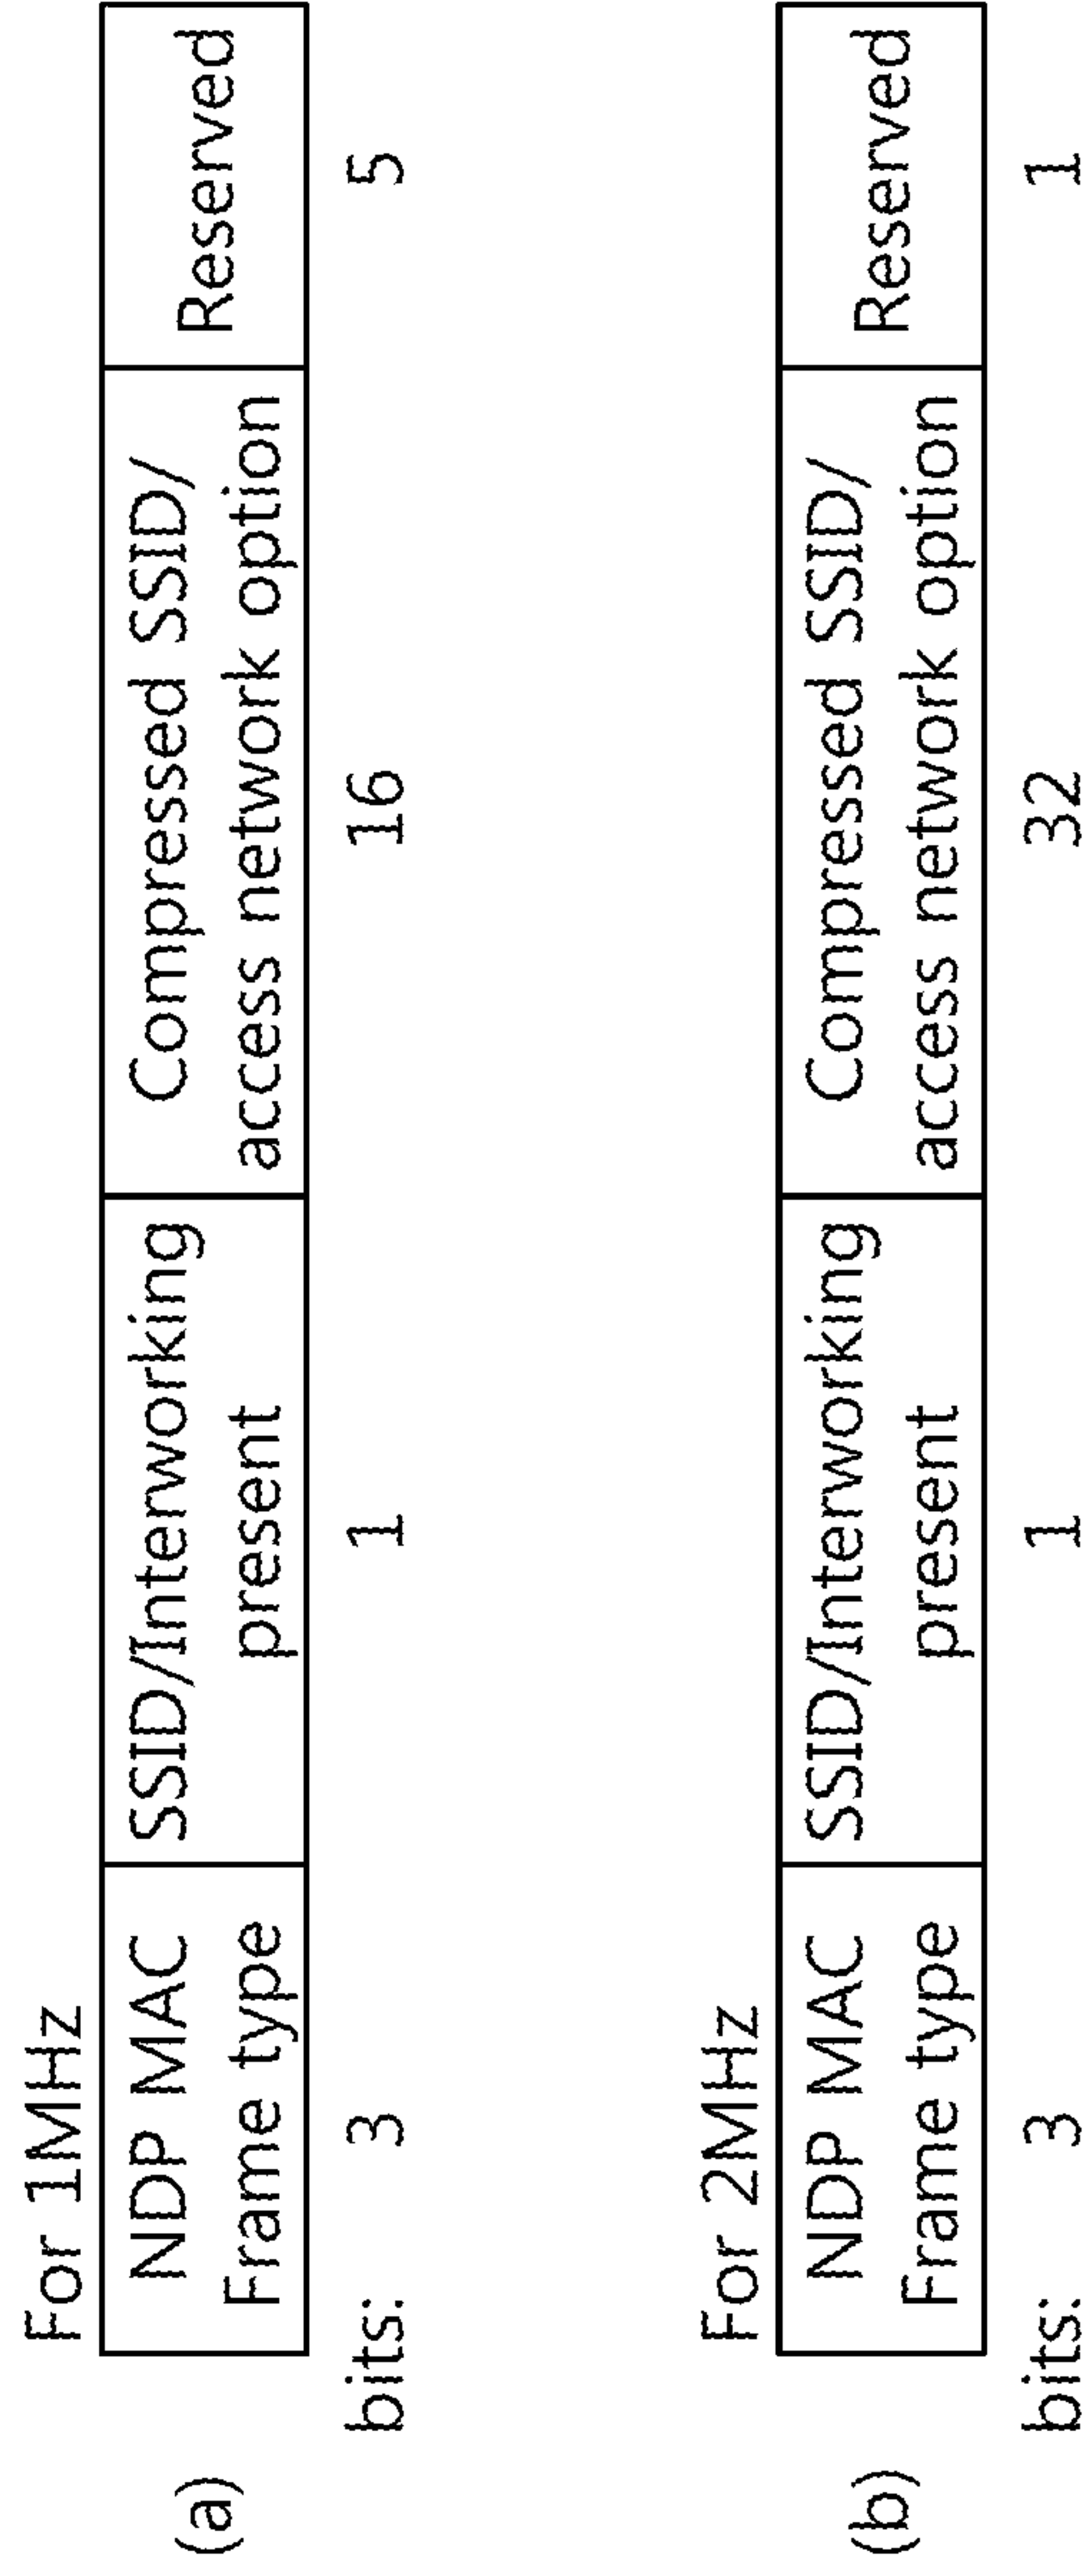 For 1MHz
(a)
NDP MAC
Frame type
SSID/Interworking
present
Compressed SSID/
access network option
Reserved
bits: 3 1 16 5
For 2MHz
(b)
NDP MAC
Frame type
SSID/Interworking
present
Compressed SSID/
access network option
Reserved
bits: 3 1 32 1